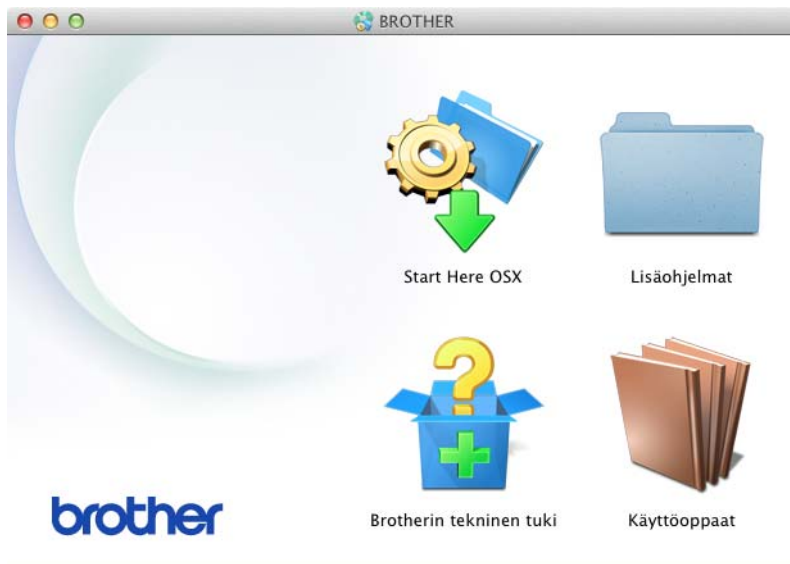 BROTHER
Start Here OSX
Lisäohjelmat
Brotherin tekninen tuki
Käyttöoppaat
brother